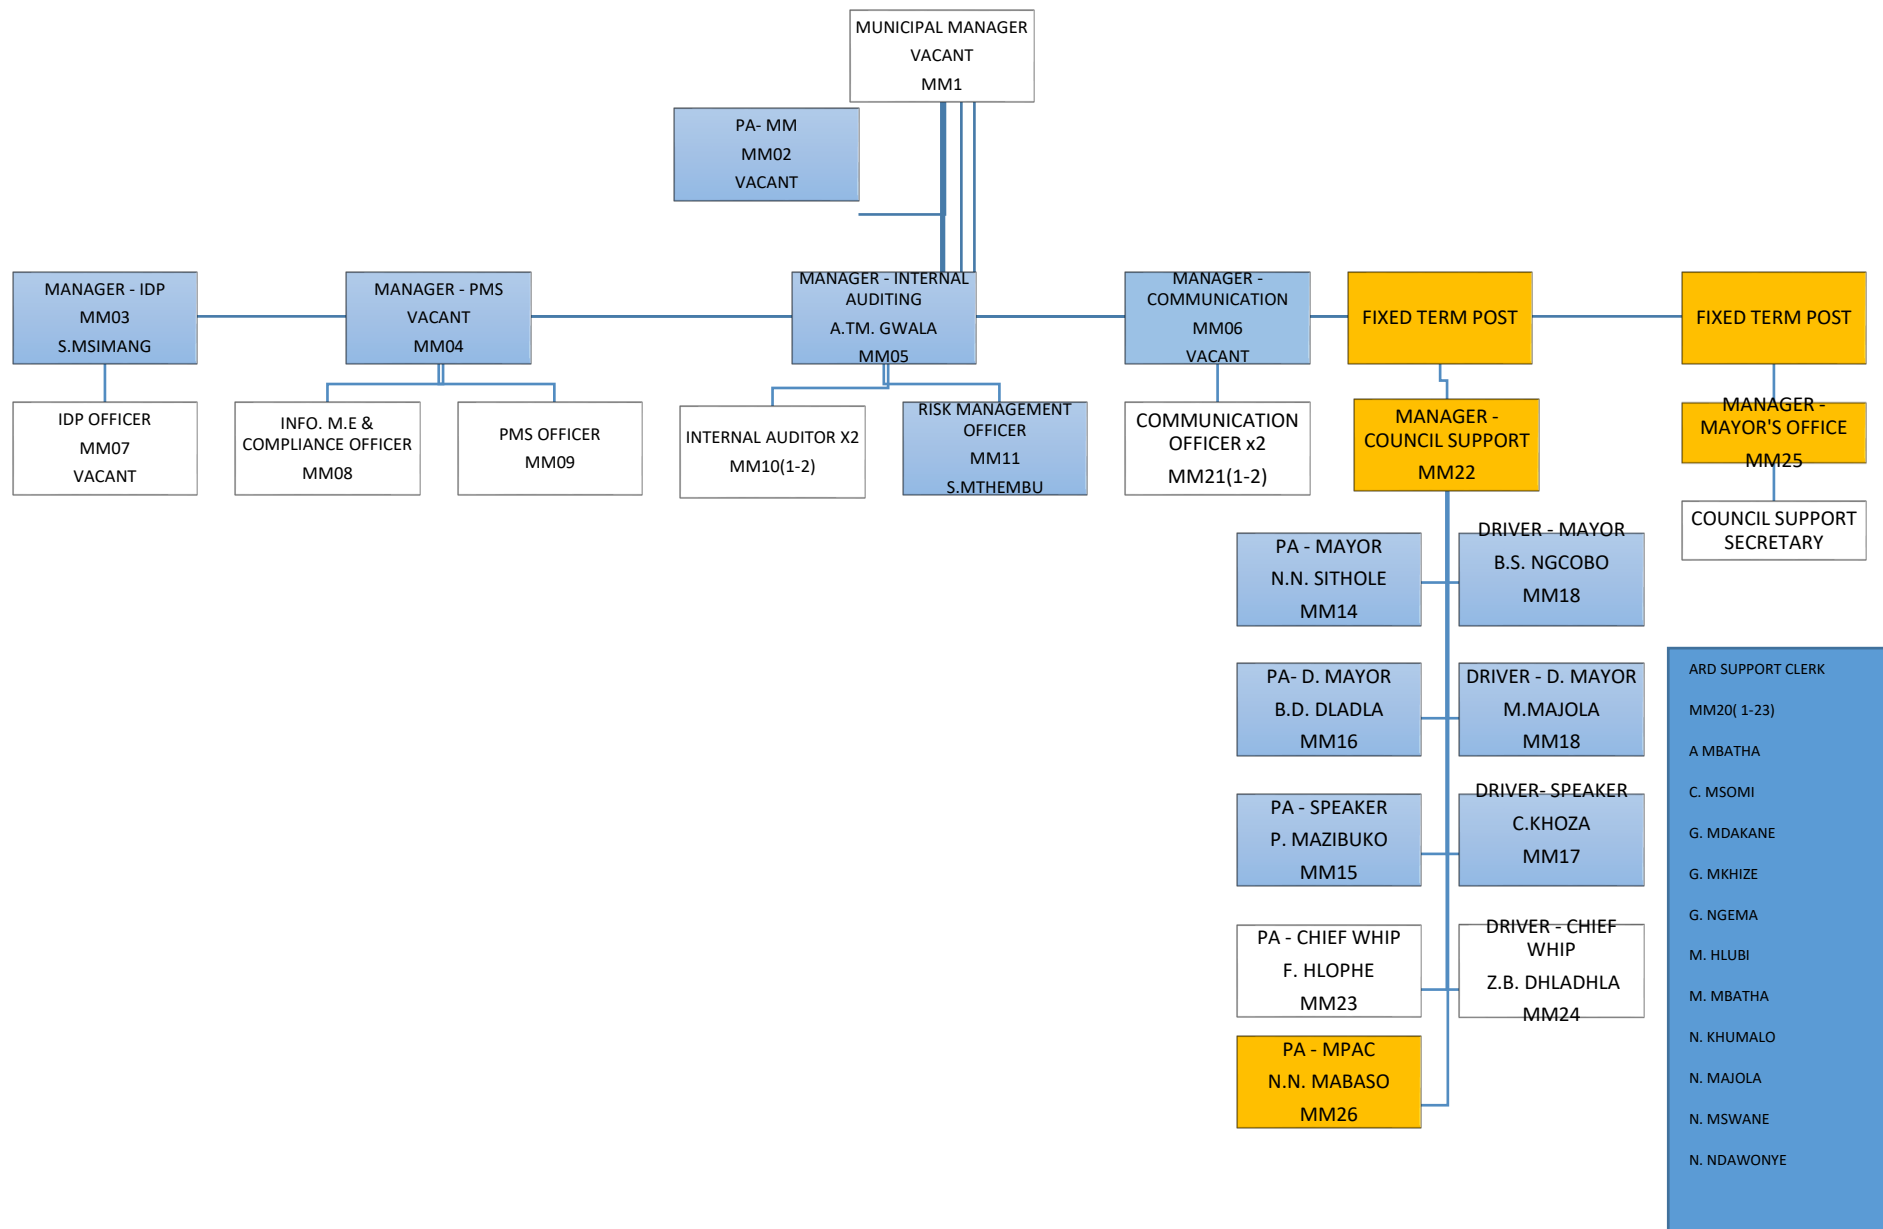 MUNICIPAL MANAGER
VACANT
MM1
PA- MM
MM02
VACANT
MANAGER - IDP
MM03
S.MSIMANG
MANAGER - PMS
VACANT
MM04
MANAGER - INTERNAL
AUDITING
A.TM. GWALA
MM05
MANAGER -
COMMUNICATION
MM06
VACANT
FIXED TERM POST
FIXED TERM POST
IDP OFFICER
MM07
VACANT
INFO. M.E &
COMPLIANCE OFFICER
MM08
PMS OFFICER
MM09
INTERNAL AUDITOR X2
MM10(1-2)
RISK MANAGEMENT
OFFICER
MM11
S.MTHEMBU
COMMUNICATION
OFFICER x2
MM21(1-2)
MANAGER -
COUNCIL SUPPORT
MM22
MANAGER -
MAYOR'S OFFICE
MM25
COUNCIL SUPPORT
SECRETARY
PA - MAYOR
N.N. SITHOLE
MM14
DRIVER - MAYOR
B.S. NGCOBO
MM18
PA- D. MAYOR
B.D. DLADLA
MM16
DRIVER - D. MAYOR
M.MAJOLA
MM18
PA - SPEAKER
P. MAZIBUKO
MM15
DRIVER- SPEAKER
C.KHOZA
MM17
PA - CHIEF WHIP
F. HLOPHE
MM23
DRIVER - CHIEF
WHIP
Z.B. DHLADHLA
MM24
PA - MPAC
N.N. MABASO
MM26
ARD SUPPORT CLERK
MM20( 1-23)
A MBATHA
C. MSOMI
G. MDAKANE
G. MKHIZE
G. NGEMA
M. HLUBI
M. MBATHA
N. KHUMALO
N. MAJOLA
N. MSWANE
N. NDAWONYE